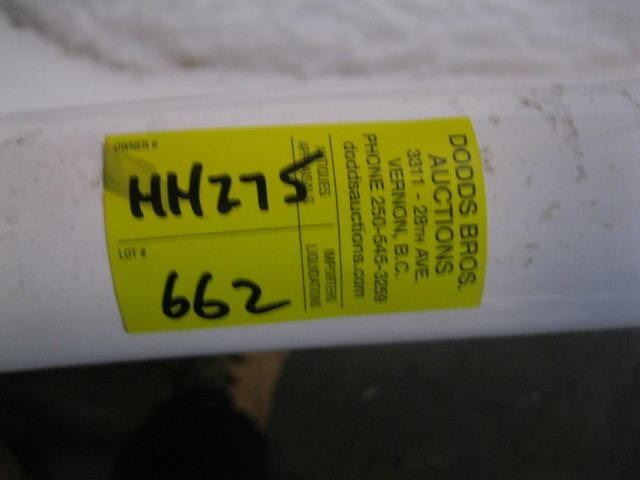 DODDS BROS.
AUCTIONS
3311 - 28TH AVE.
VERNON, B.C.
PHONE 250-545-3259
doddsauctions.com
ANTIQUES IMPORTERS
APPRAISALS LIQUIDATIONS
OWNER #
HH275
LOT #
662